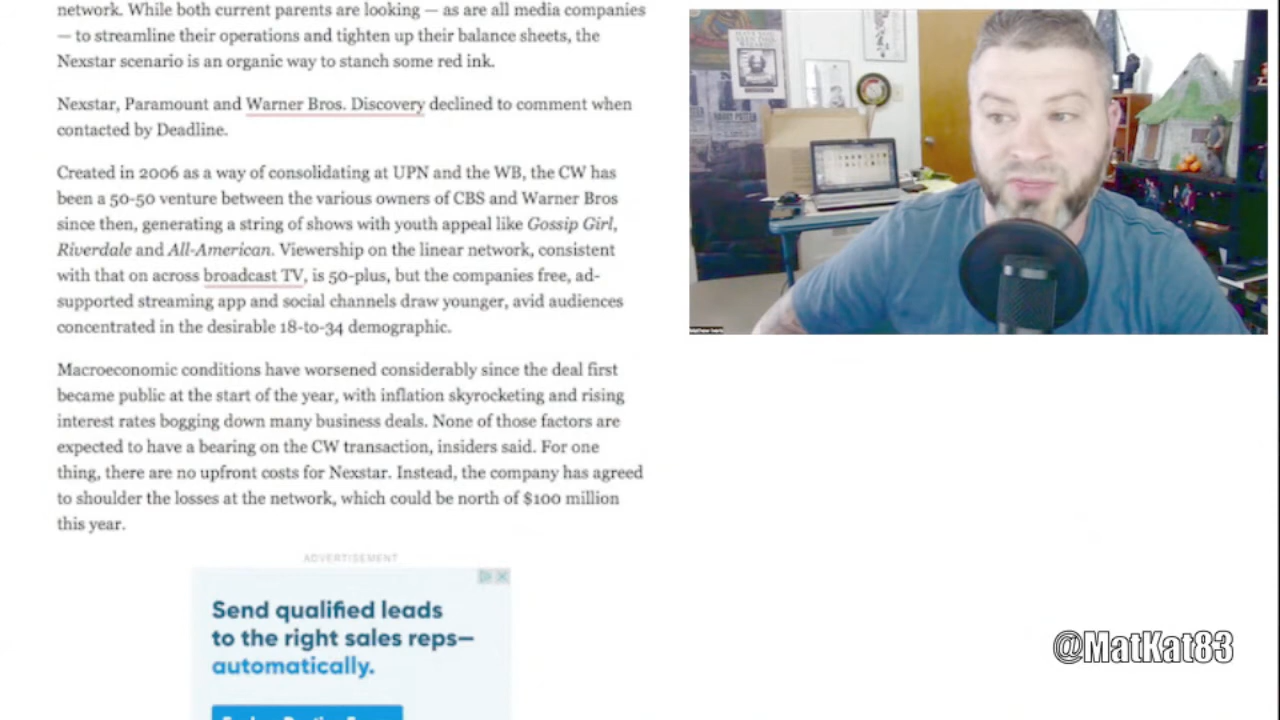 network. While both current parents are looking — as are all media companies
— to streamline their operations and tighten up their balance sheets, the
Nexstar scenario is an organic way to stanch some red ink.
Nexstar, Paramount and Warner Bros. Discovery declined to comment when
contacted by Deadline.
Created in 2006 as a way of consolidating at UPN and the WB, the CW has
been a 50-50 venture between the various owners of CBS and Warner Bros
since then, generating a string of shows with youth appeal like Gossip Girl,
Riverdale and All-American. Viewership on the linear network, consistent
with that on across broadcast TV, is 50-plus, but the companies free, ad-
supported streaming app and social channels draw younger, avid audiences
concentrated in the desirable 18-to-34 demographic.
Macroeconomic conditions have worsened considerably since the deal first
became public at the start of the year, with inflation skyrocketing and rising
interest rates bogging down many business deals. None of those factors are
expected to have a bearing on the CW transaction, insiders said. For one
thing, there are no upfront costs for Nexstar. Instead, the company has agreed
to shoulder the losses at the network, which could be north of $100 million
this year.
ADVERTISEMENT
Send qualified leads
to the right sales reps—
automatically.
@MatKat83